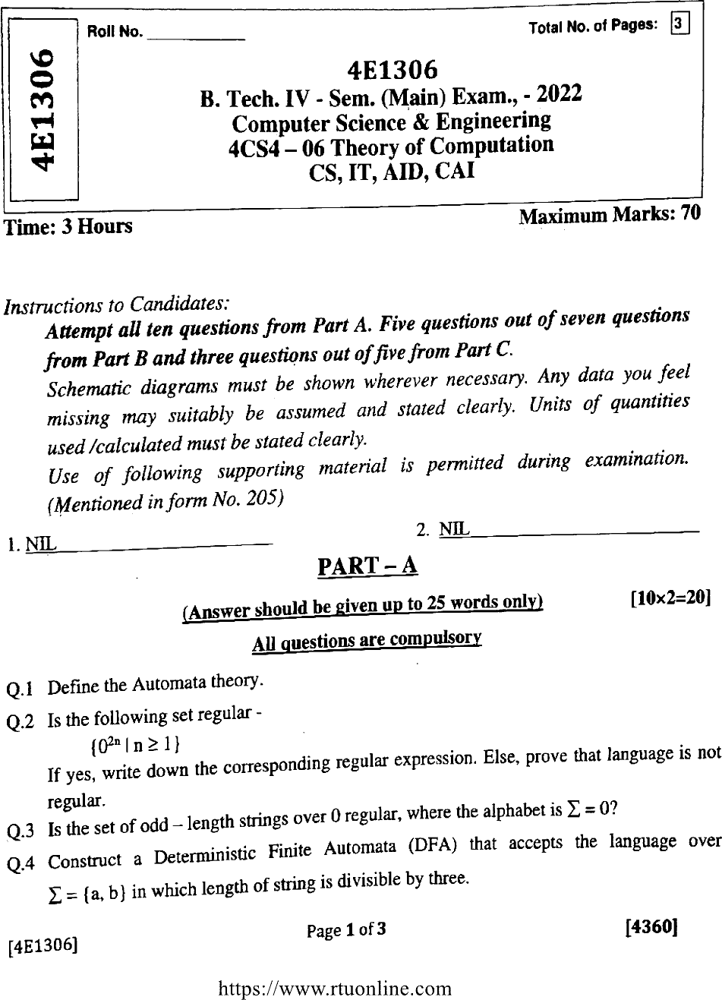 4E1306
Roll No. ____________
Total No. of Pages: 3
4E1306
B. Tech. IV - Sem. (Main) Exam., - 2022
Computer Science & Engineering
4CS4 – 06 Theory of Computation
CS, IT, AID, CAI
Time: 3 Hours
Maximum Marks: 70
Instructions to Candidates:
Attempt all ten questions from Part A. Five questions out of seven questions
from Part B and three questions out of five from Part C.
Schematic diagrams must be shown wherever necessary. Any data you feel
missing may suitably be assumed and stated clearly. Units of quantities
used /calculated must be stated clearly.
Use of following supporting material is permitted during examination.
(Mentioned in form No. 205)
1. NIL
2. NIL
PART – A
(Answer should be given up to 25 words only)
[10×2=20]
All questions are compulsory
Q.1 Define the Automata theory.
Q.2 Is the following set regular -
{0²ⁿ | n ≥ 1}
If yes, write down the corresponding regular expression. Else, prove that language is not
regular.
Q.3 Is the set of odd – length strings over 0 regular, where the alphabet is ∑ = 0?
Q.4 Construct a Deterministic Finite Automata (DFA) that accepts the language over
∑ = {a, b} in which length of string is divisible by three.
[4E1306]
Page 1 of 3
[4360]
https://www.rtuonline.com